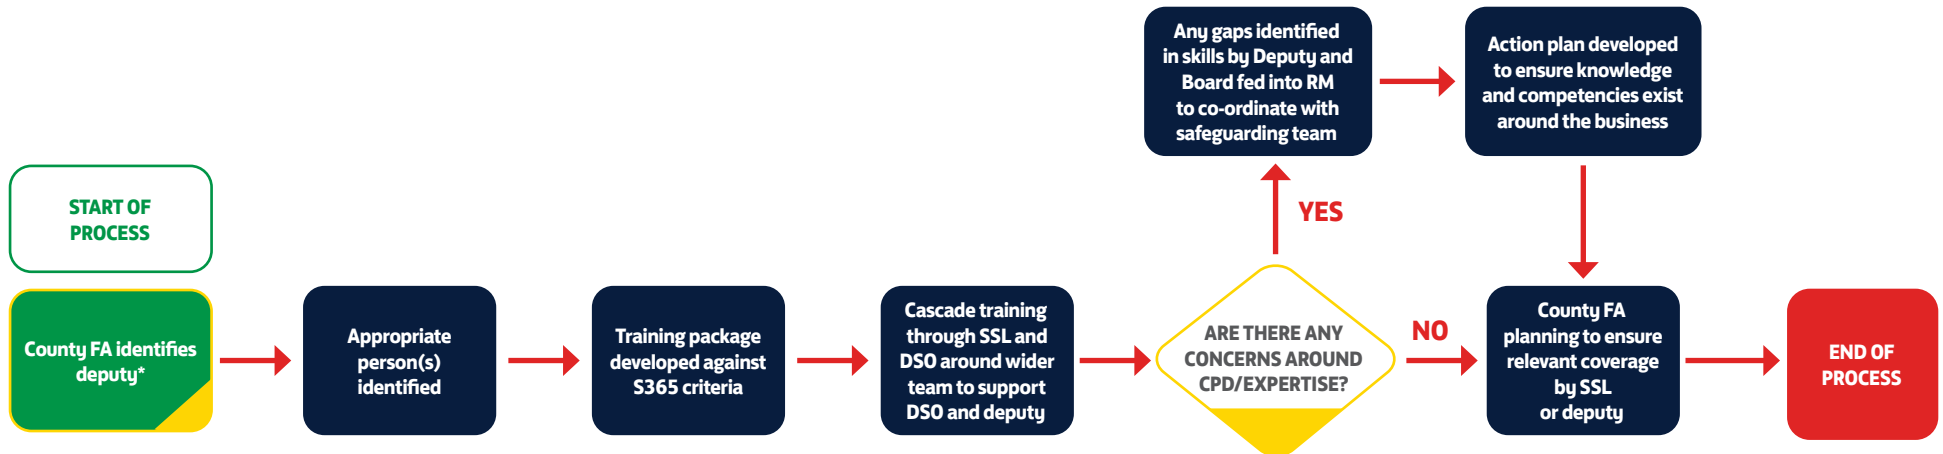 START OF
PROCESS
County FA identifies
deputy*
Appropriate
person(s)
identified
Training package
developed against
S365 criteria
Cascade training
through SSL and
DSO around wider
team to support
DSO and deputy
ARE THERE ANY
CONCERNS AROUND
CPD/EXPERTISE?
YES
Any gaps identified
in skills by Deputy and
Board fed into RM
to co-ordinate with
safeguarding team
Action plan developed
to ensure knowledge
and competencies exist
around the business
NO
County FA
planning to ensure
relevant coverage
by SSL
or deputy
END OF
PROCESS